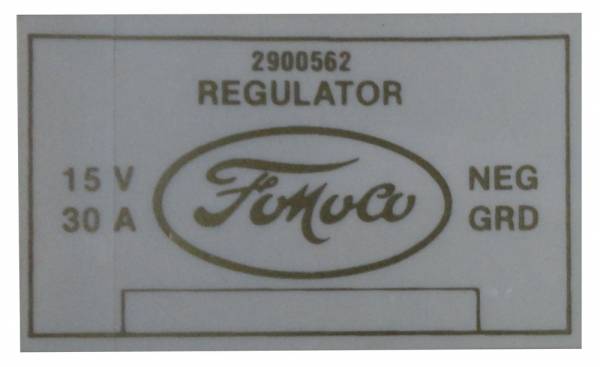 2900562
REGULATOR
15 V
30 A
FoMoCo
NEG
GRD